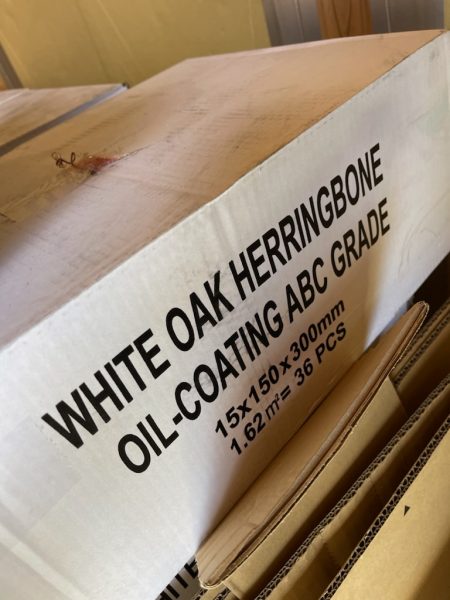 WHITE OAK HERRINGBONE
OIL-COATING ABC GRADE
15x150x300mm
1.62㎡= 36 PCS